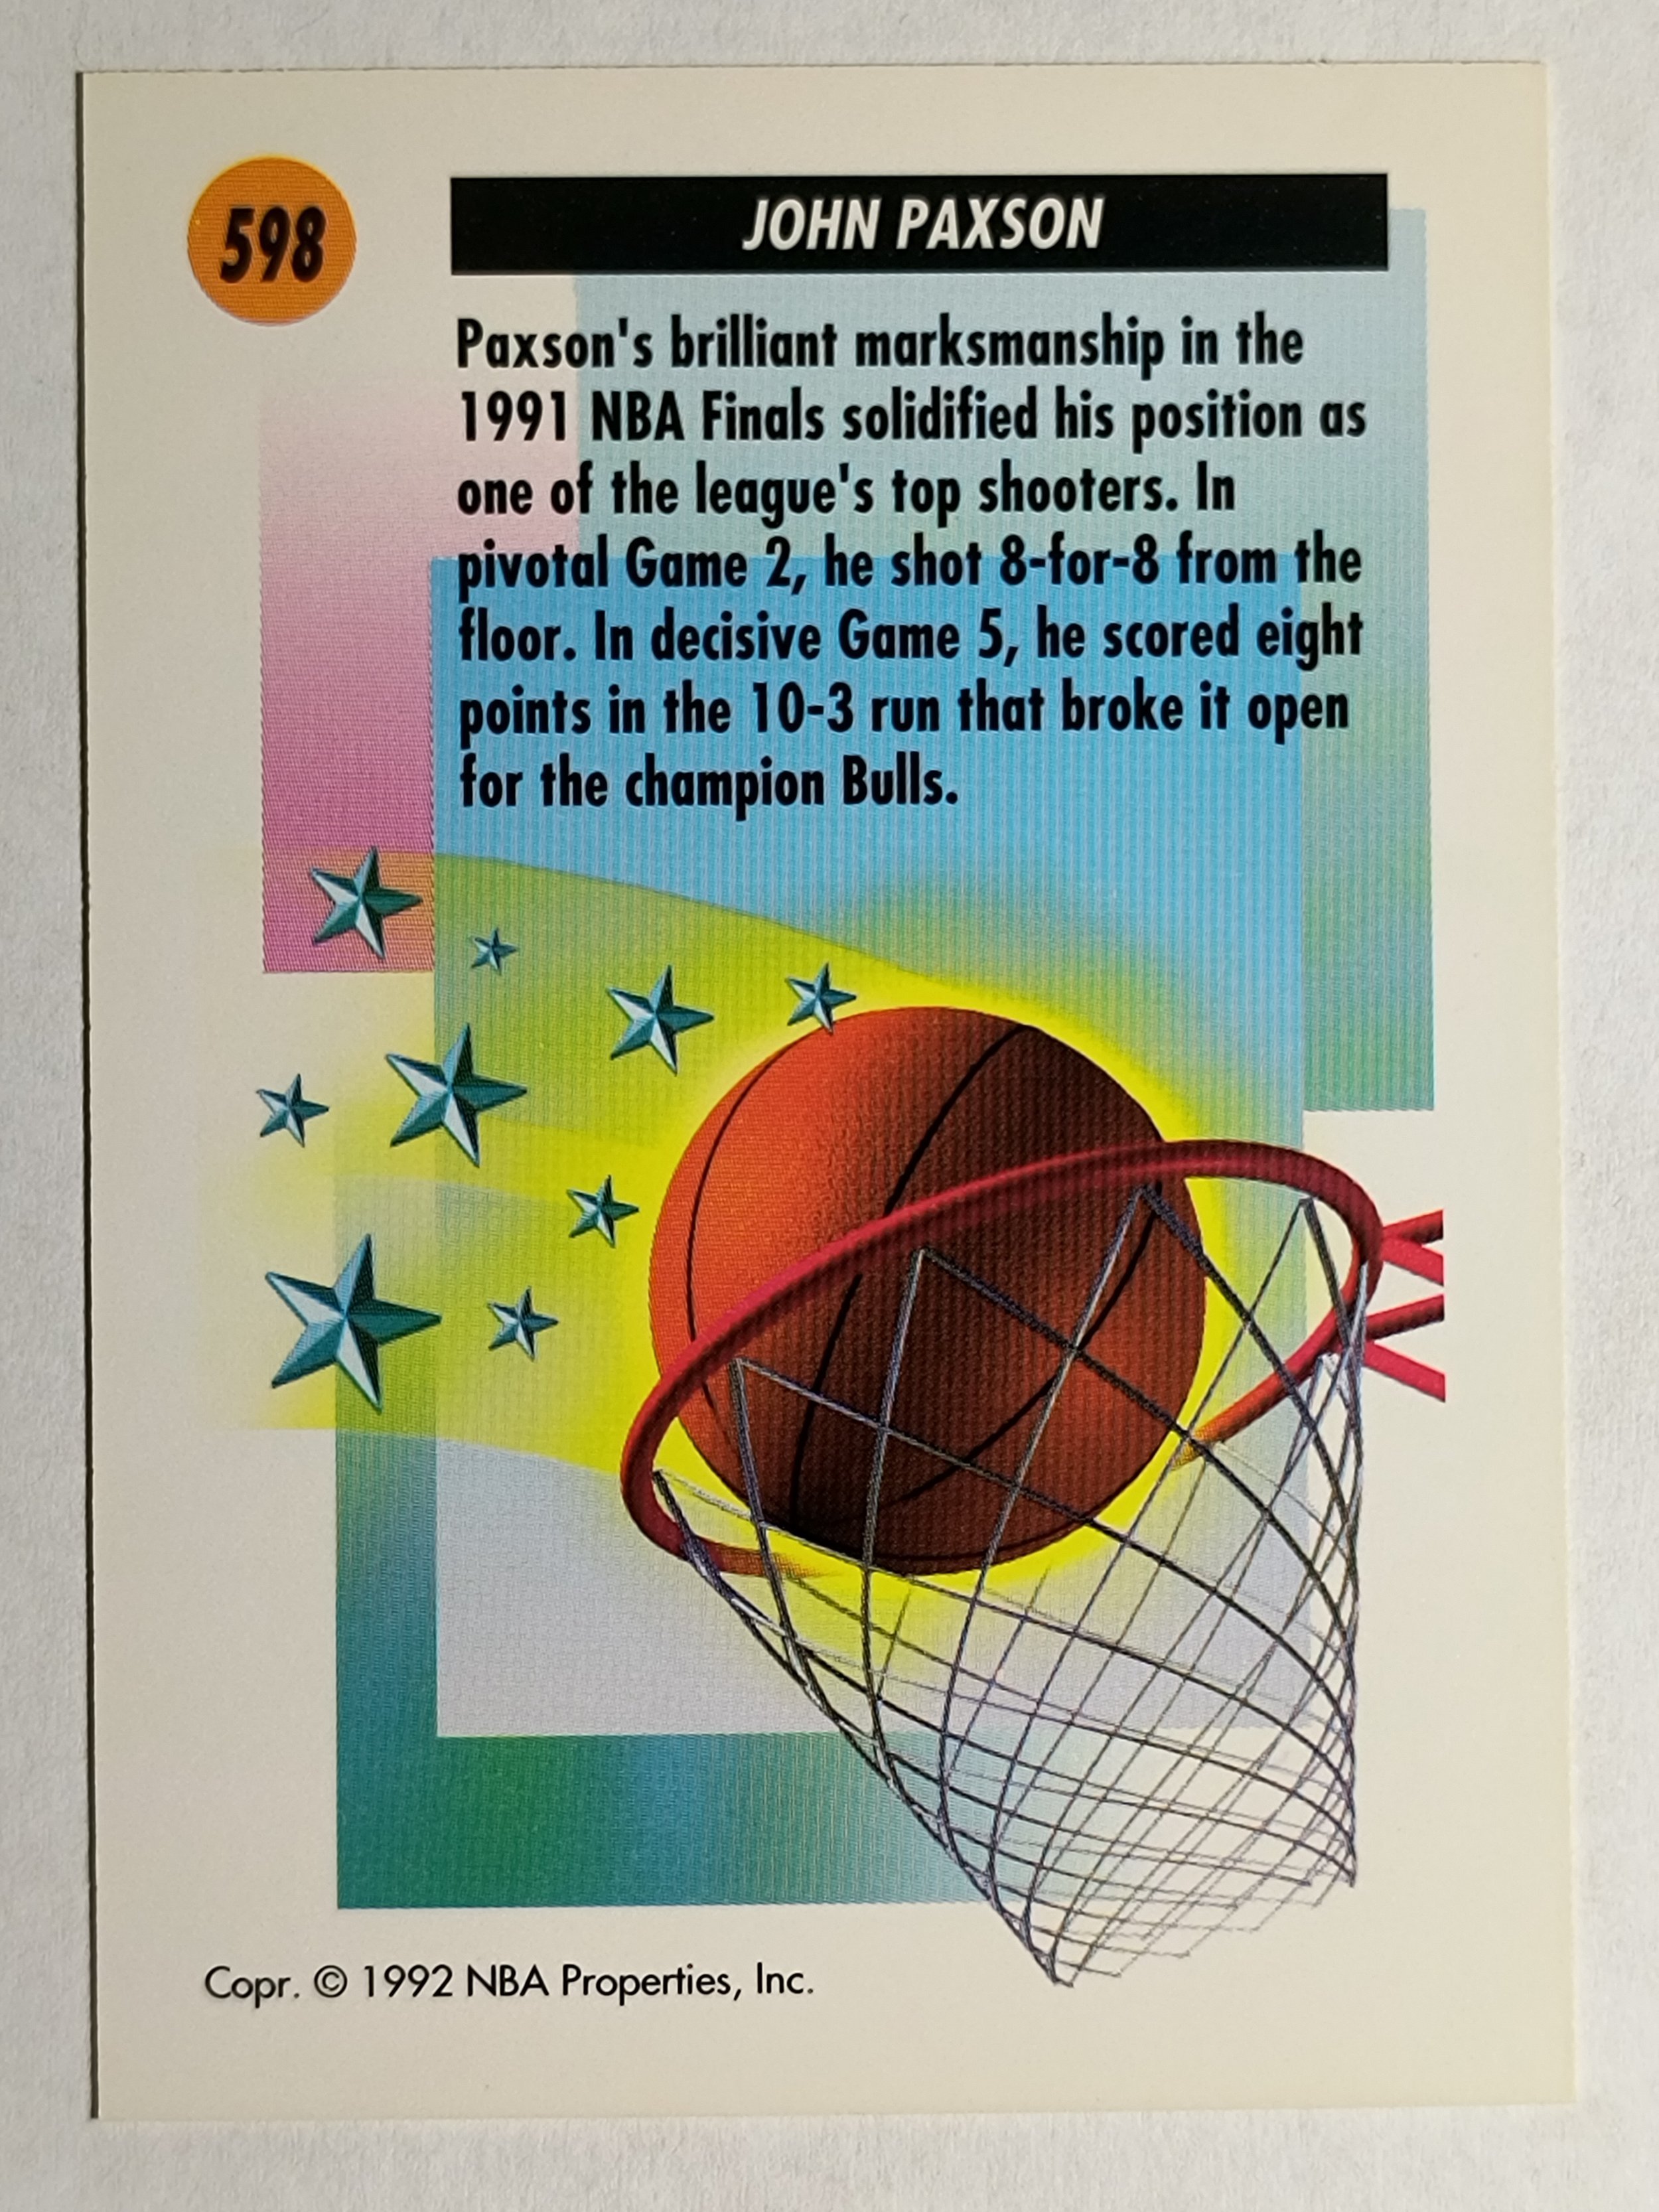 598
JOHN PAXSON
Paxson's brilliant marksmanship in the
1991 NBA Finals solidified his position as
one of the league's top shooters. In
pivotal Game 2, he shot 8-for-8 from the
floor. In decisive Game 5, he scored eight
points in the 10-3 run that broke it open
for the champion Bulls.
Copr. © 1992 NBA Properties, Inc.